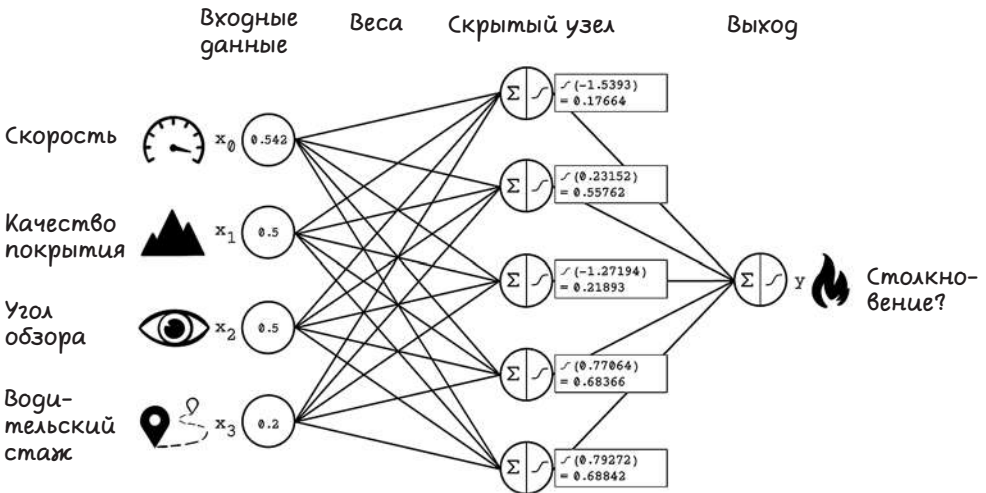 Входные
данные
Веса
Скрытый узел
Выход
Скорость
x0
0.542
Качество
покрытия
x1
0.5
Угол
обзора
x2
0.5
Води-
тельский
стаж
x3
0.2
Σ
(-1.5393)
= 0.17664
Σ
(0.23152)
= 0.55762
Σ
(-1.27194)
= 0.21893
Σ
(0.77064)
= 0.68366
Σ
(0.79272)
= 0.68842
Σ
y
Столкно-
вение?